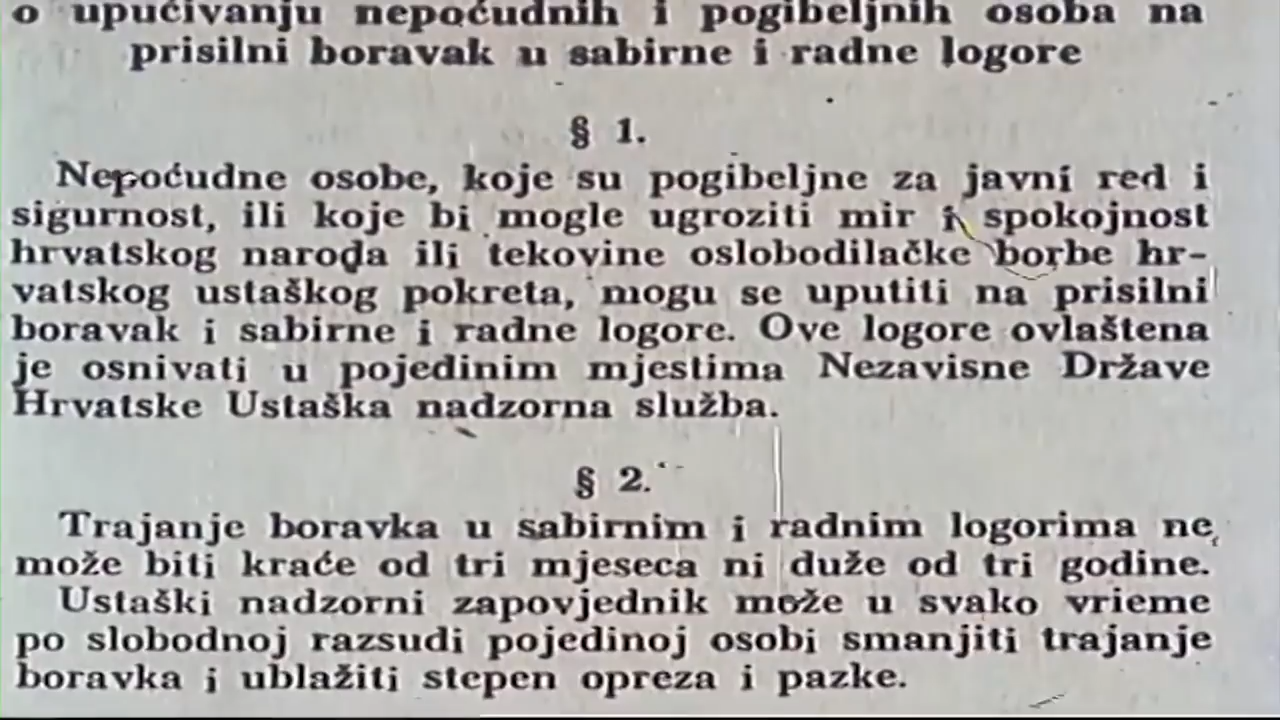 o upućivanju nepoćudnih i pogibeljnih osoba na
prisilni boravak u sabirne i radne logore
§ 1.
Nepoćudne osobe, koje su pogibeljne za javni red i
sigurnost, ili koje bi mogle ugroziti mir i spokojnost
hrvatskog naroda ili tekovine oslobodilačke borbe hr-
vatskog ustaškog pokreta, mogu se uputiti na prisilni
boravak i sabirne i radne logore. Ove logore ovlaštena
je osnivati u pojedinim mjestima Nezavisne Države
Hrvatske Ustaška nadzorna služba.
§ 2.
Trajanje boravka u sabirnim i radnim logorima ne
može biti kraće od tri mjeseca ni duže od tri godine.
Ustaški nadzorni zapovjednik može u svako vrieme
po slobodnoj razsudi pojedinoj osobi smanjiti trajanje
boravka i ublažiti stepen opreza i pazke.